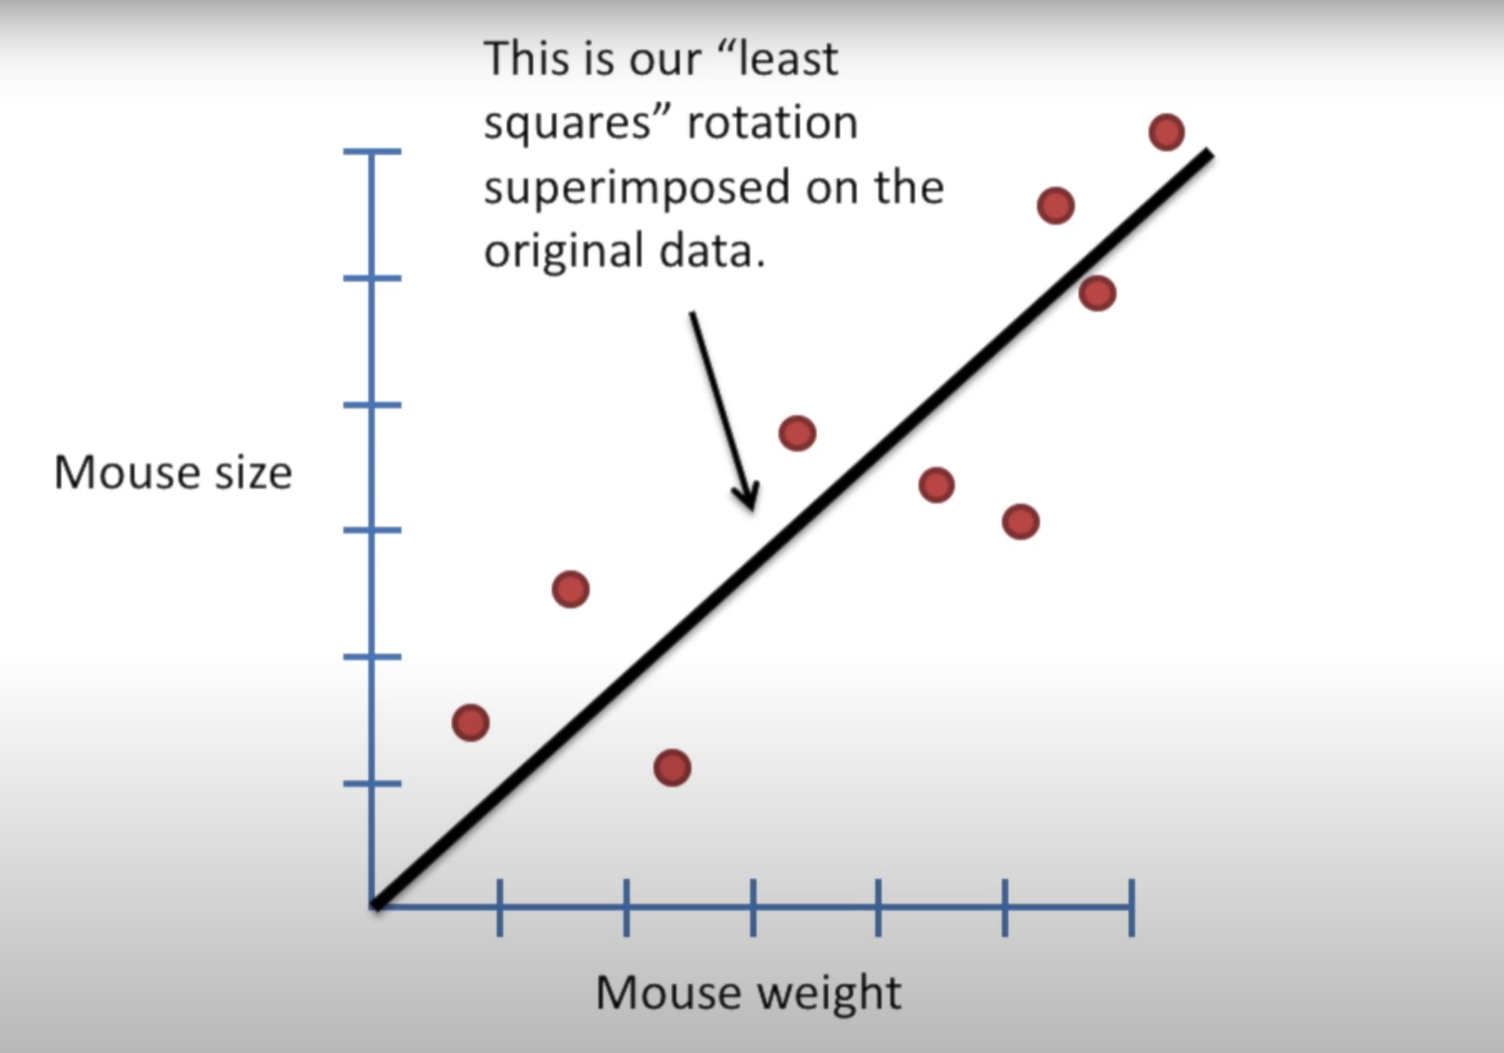 This is our “least
squares” rotation
superimposed on the
original data.
Mouse size
Mouse weight